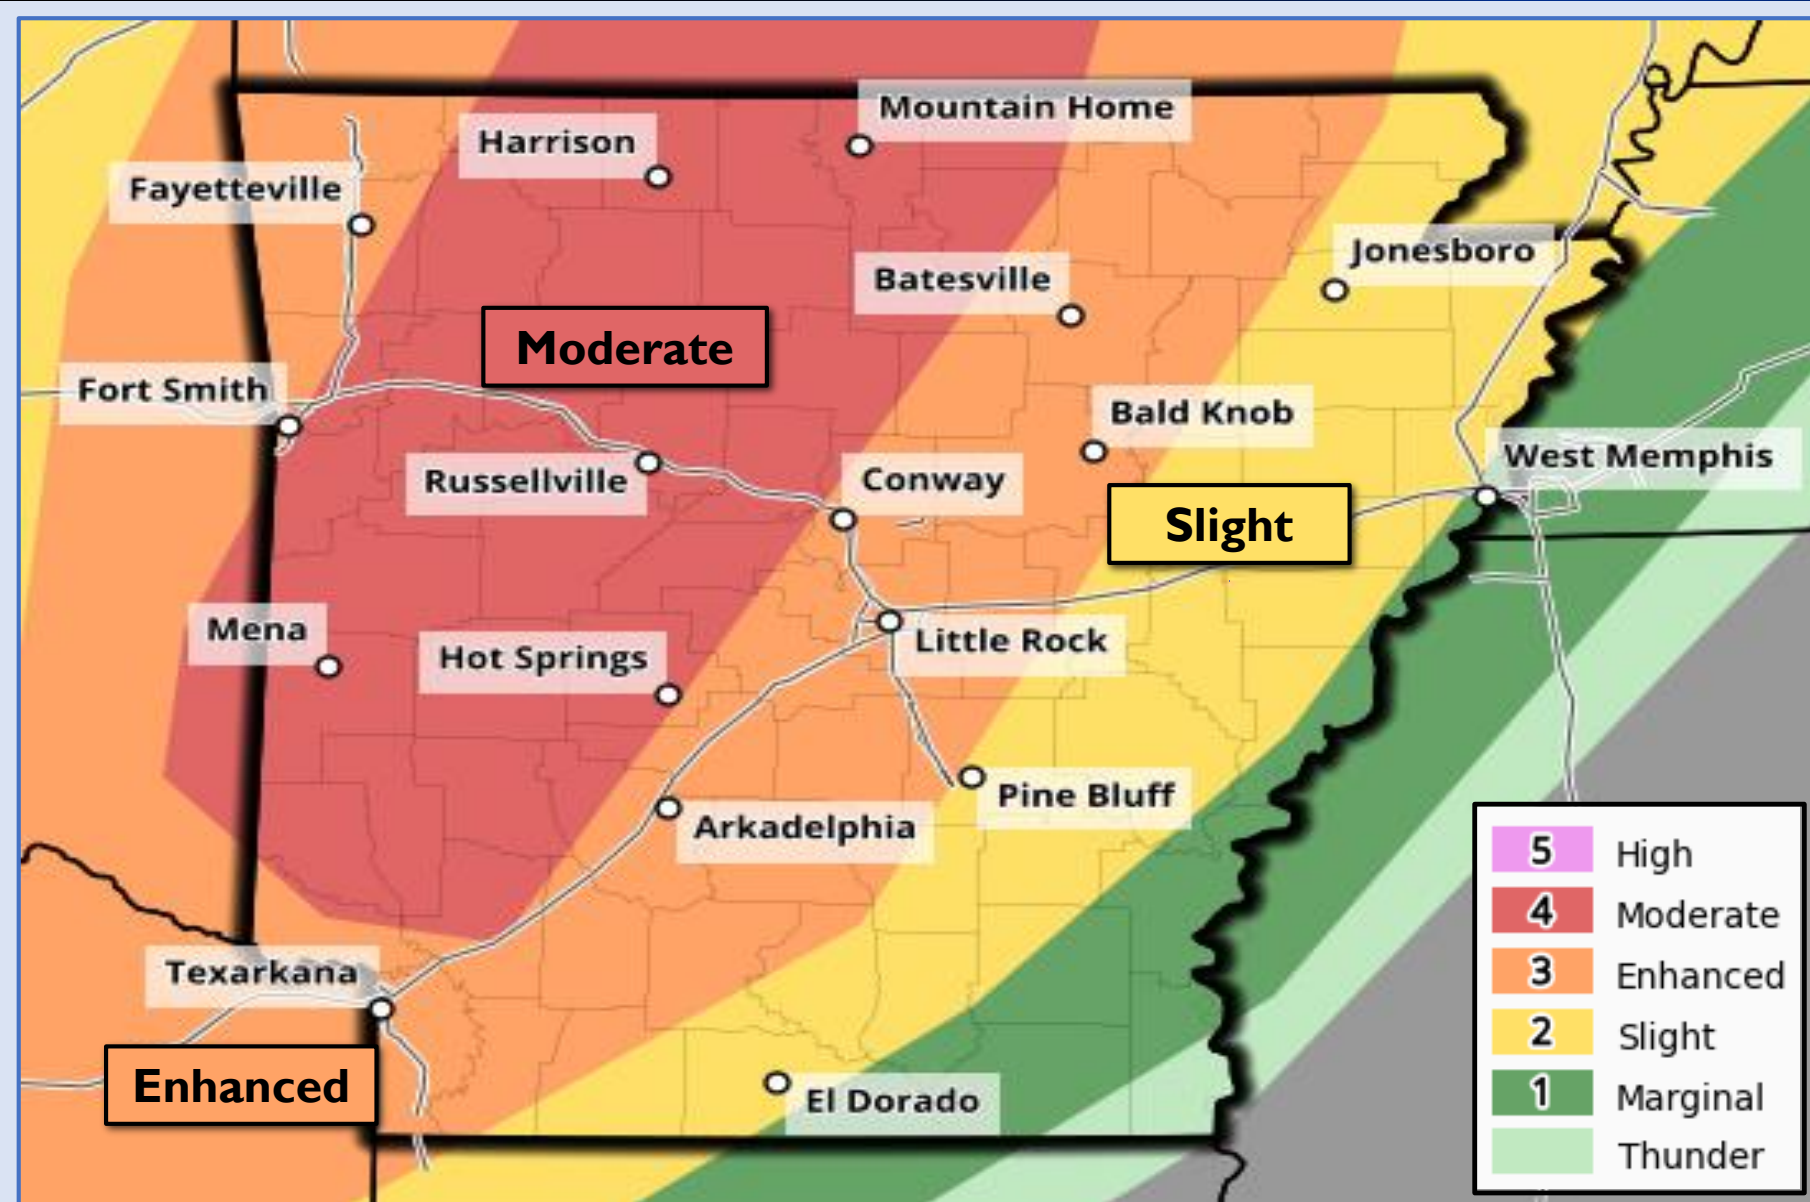 Mountain Home
Harrison
Fayetteville
Jonesboro
Batesville
Moderate
Fort Smith
Bald Knob
West Memphis
Russellville
Conway
Slight
Mena
Hot Springs
Little Rock
Pine Bluff
Arkadelphia
Texarkana
Enhanced
El Dorado
5 High
4 Moderate
3 Enhanced
2 Slight
1 Marginal
Thunder